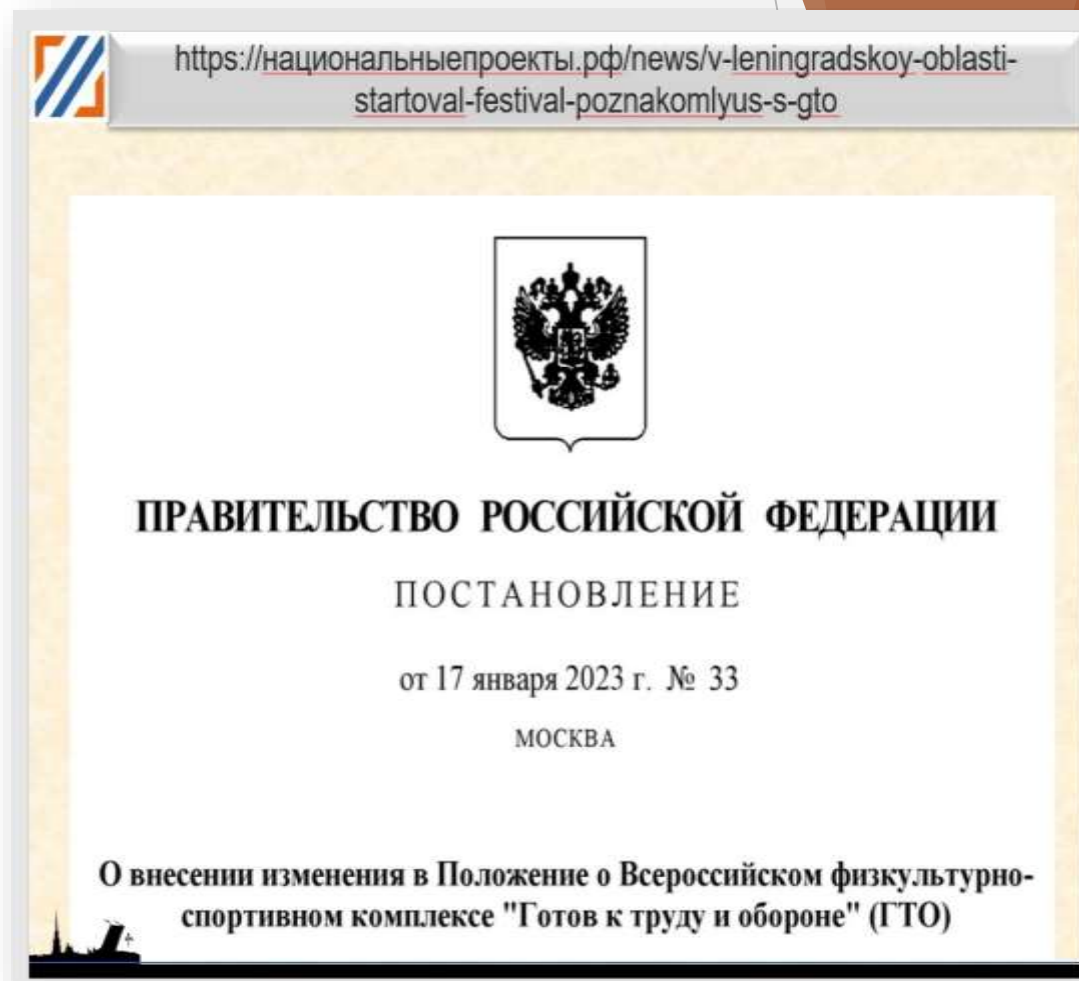 https://национальныепроекты.рф/news/v-leningradskoy-oblasti-
startoval-festival-poznakomlyus-s-gto
ПРАВИТЕЛЬСТВО РОССИЙСКОЙ ФЕДЕРАЦИИ
ПОСТАНОВЛЕНИЕ
от 17 января 2023 г. № 33
МОСКВА
О внесении изменения в Положение о Всероссийском физкультурно-
спортивном комплексе "Готов к труду и обороне" (ГТО)